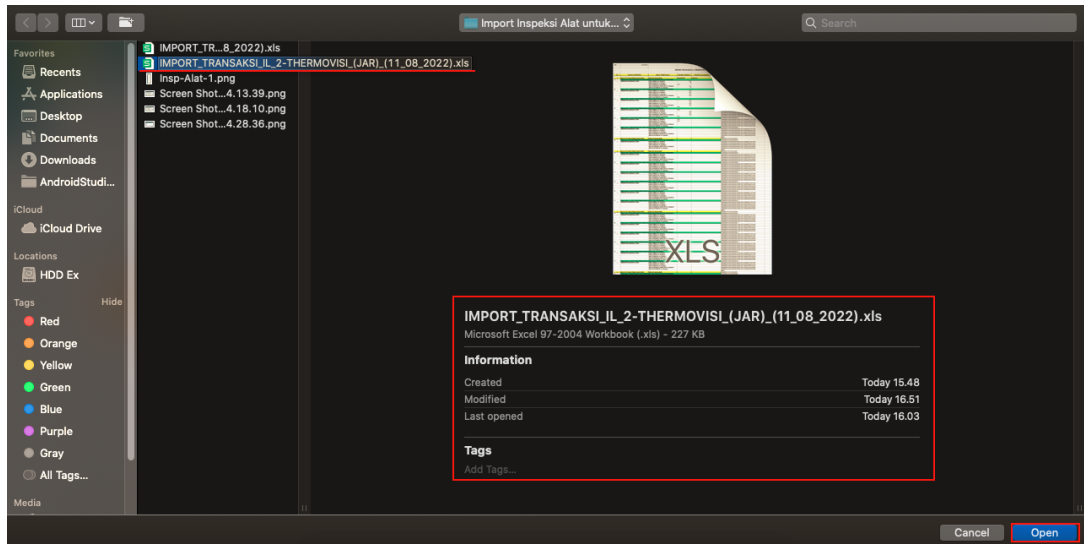 Import Inspeksi Alat untuk...
Search
Favorites
Recents
Applications
Desktop
Documents
Downloads
AndroidStudi...
iCloud
iCloud Drive
Locations
HDD Ex
Tags Hide
Red
Orange
Yellow
Green
Blue
Purple
Gray
All Tags...
Media
IMPORT_TR...8_2022).xls
IMPORT_TRANSAKSI_IL_2-THERMOVISI_(JAR)_(11_08_2022).xls
Insp-Alat-1.png
Screen Shot...4.13.39.png
Screen Shot...4.18.10.png
Screen Shot...4.28.36.png
XLS
IMPORT_TRANSAKSI_IL_2-THERMOVISI_(JAR)_(11_08_2022).xls
Microsoft Excel 97-2004 Workbook (.xls) - 227 KB
Information
Created Today 15.48
Modified Today 16.51
Last opened Today 16.03
Tags
Add Tags...
Cancel
Open